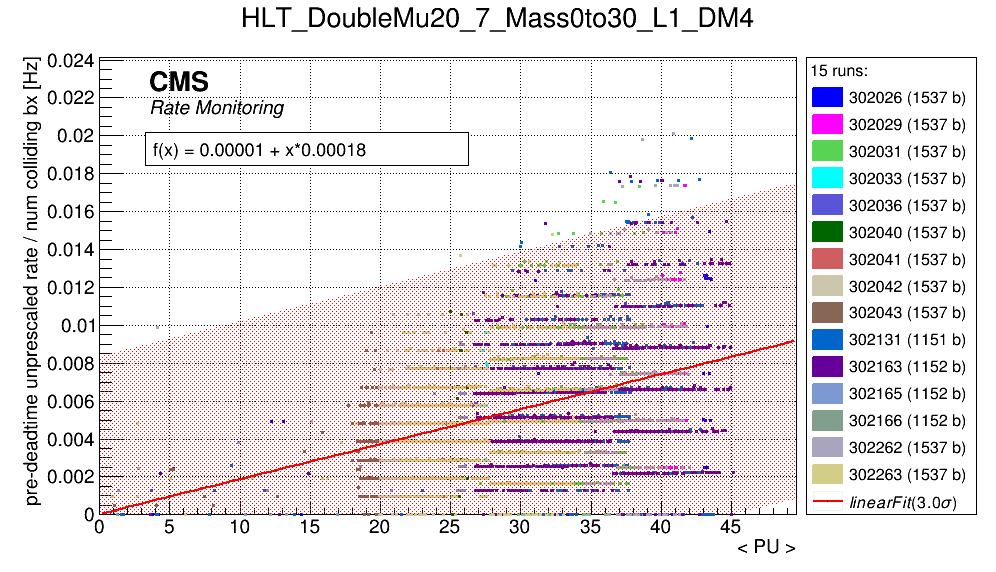 HLT_DoubleMu20_7_Mass0to30_L1_DM4
pre-deadtime unprescaled rate / num colliding bx [Hz]
0.024
0.022
0.02
0.018
0.016
0.014
0.012
0.01
0.008
0.006
0.004
0.002
0
CMS
Rate Monitoring
f(x) = 0.00001 + x*0.00018
0 5 10 15 20 25 30 35 40 45
< PU >
15 runs:
302026 (1537 b)
302029 (1537 b)
302031 (1537 b)
302033 (1537 b)
302036 (1537 b)
302040 (1537 b)
302041 (1537 b)
302042 (1537 b)
302043 (1537 b)
302131 (1151 b)
302163 (1152 b)
302165 (1152 b)
302166 (1152 b)
302262 (1537 b)
302263 (1537 b)
linearFit(3.0σ)